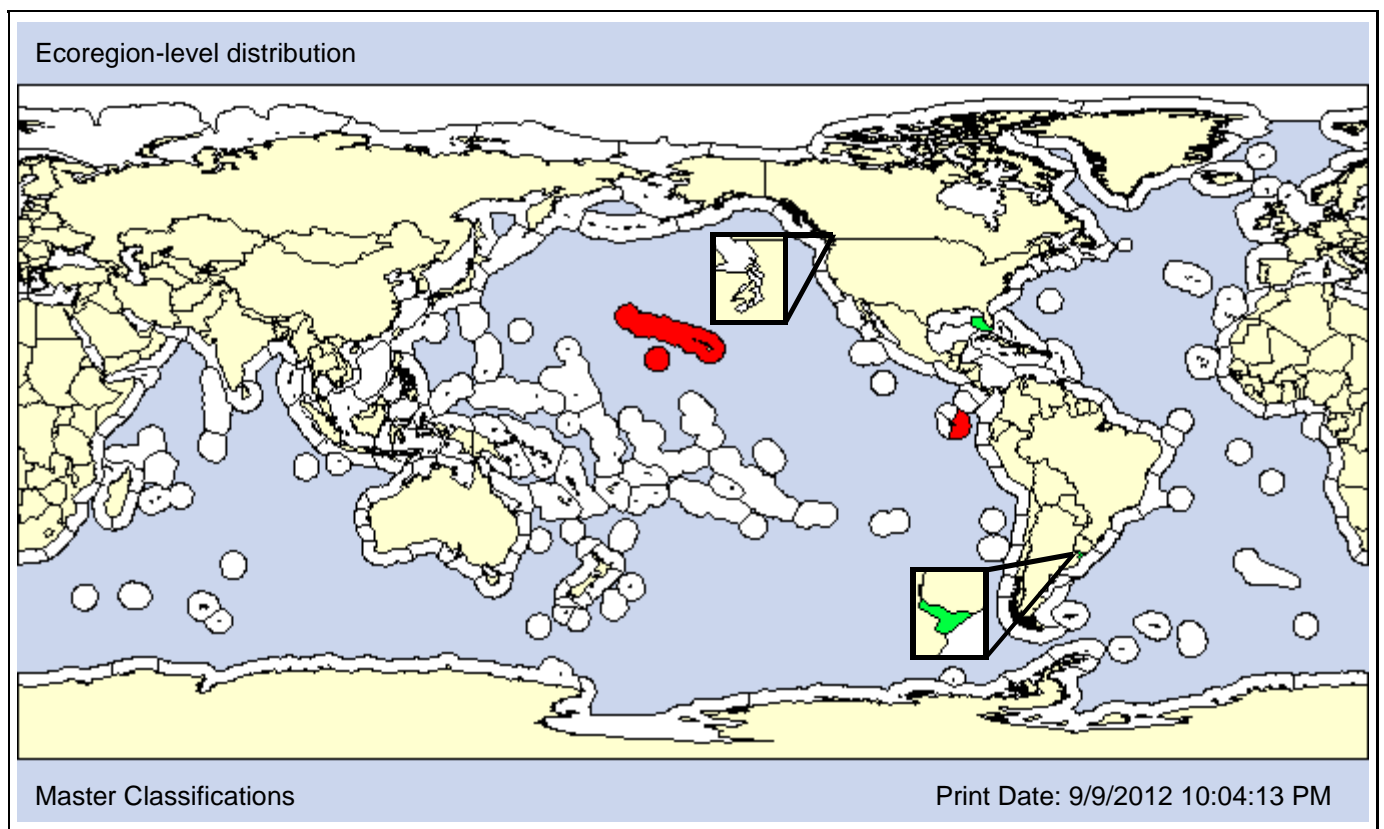 Ecoregion-level distribution
Master Classifications
Print Date: 9/9/2012 10:04:13 PM